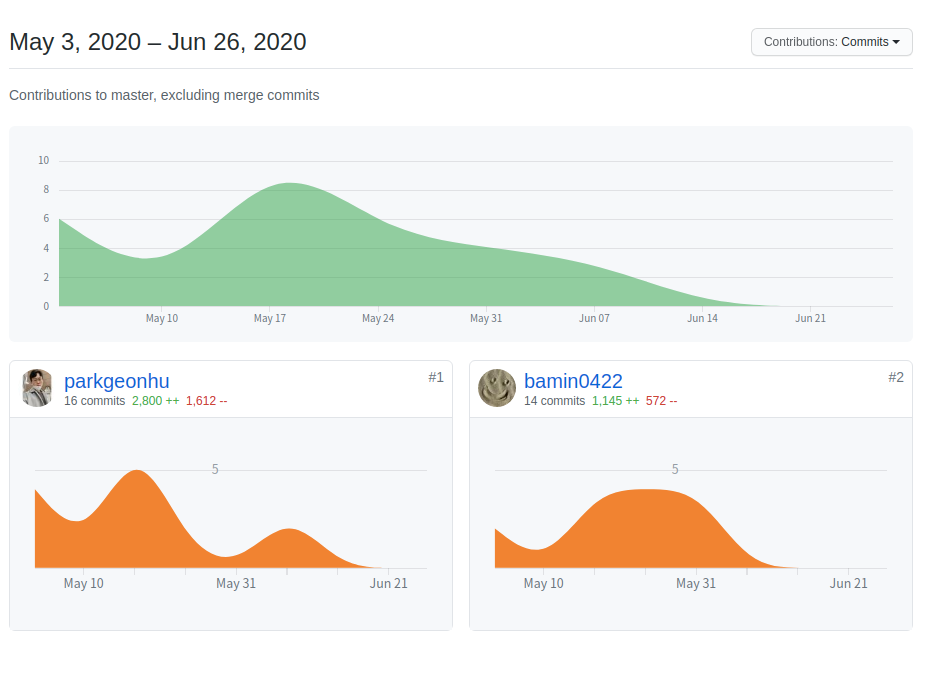 May 3, 2020 – Jun 26, 2020
Contributions: Commits
Contributions to master, excluding merge commits
10
8
6
4
2
0
May 10 May 17 May 24 May 31 Jun 07 Jun 14 Jun 21
parkgeonhu #1
16 commits 2,800 ++ 1,612 --
5
May 10 May 31 Jun 21
bamin0422 #2
14 commits 1,145 ++ 572 --
5
May 10 May 31 Jun 21